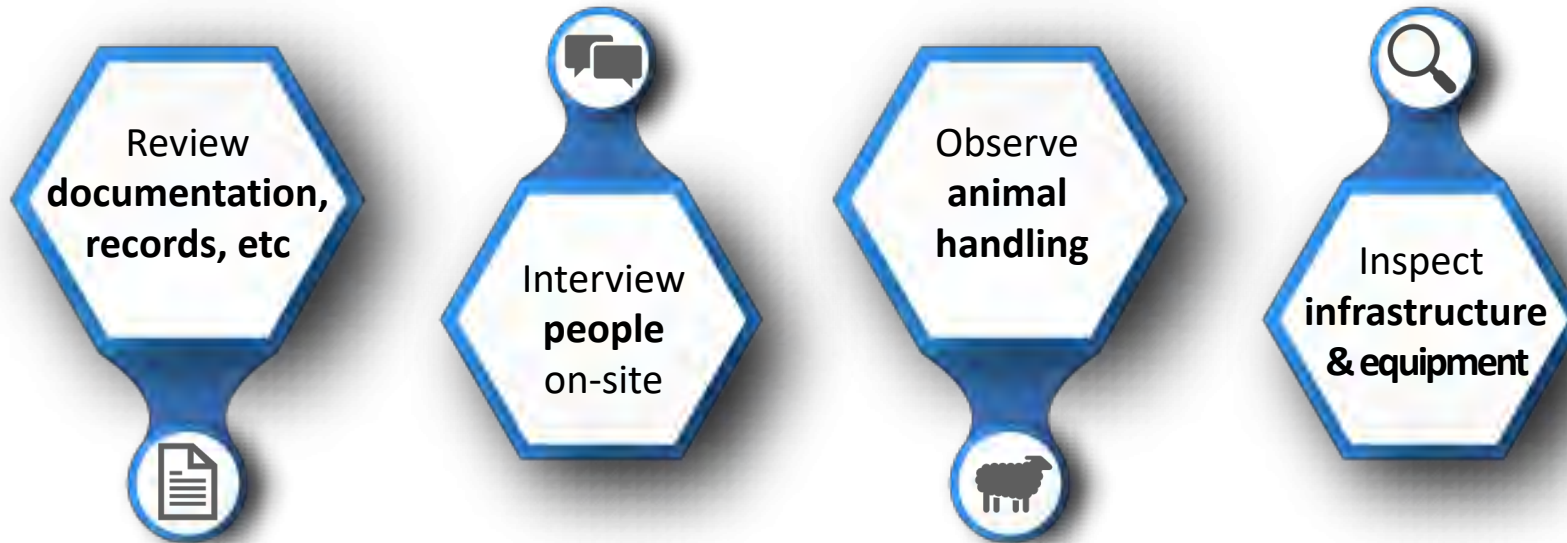 Review
documentation,
records, etc
Interview
people
on-site
Observe
animal
handling
Inspect
infrastructure
& equipment